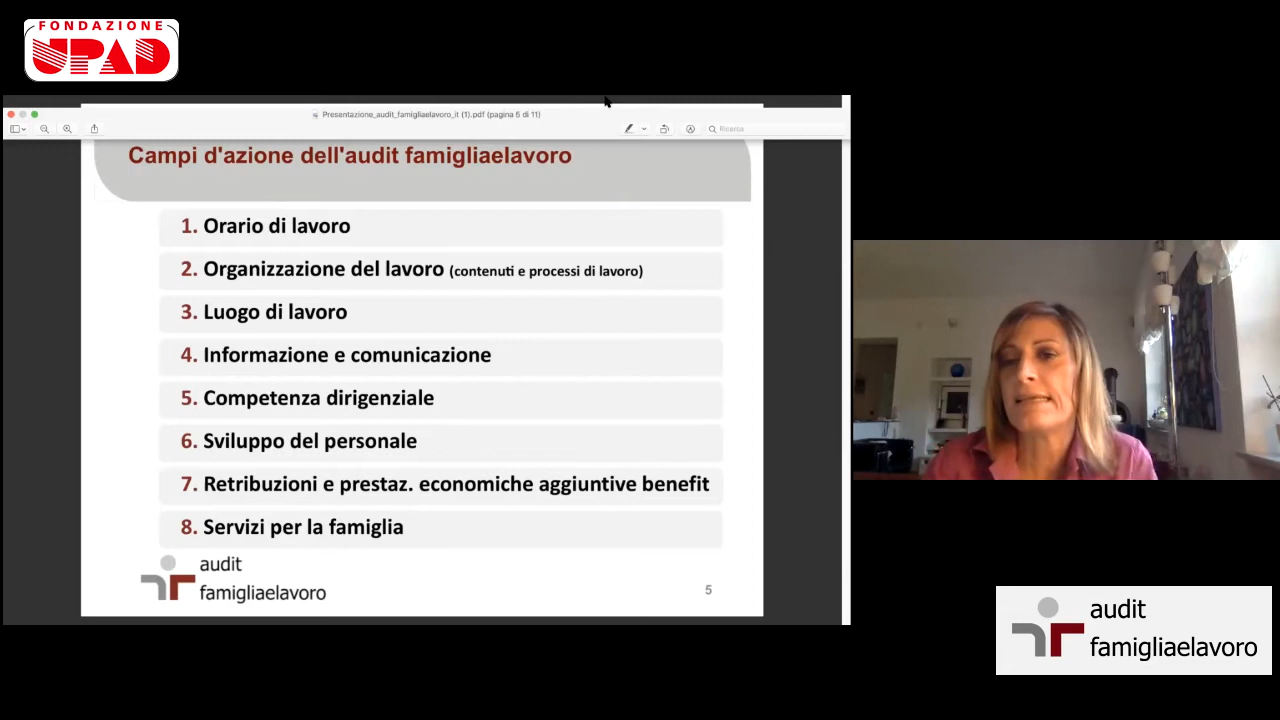 FONDAZIONE
UPAD
Presentazione_audit_famigliaelavoro_it (1).pdf (pagina 5 di 11)
Ricerca
Campi d'azione dell'audit famigliaelavoro
1. Orario di lavoro
2. Organizzazione del lavoro (contenuti e processi di lavoro)
3. Luogo di lavoro
4. Informazione e comunicazione
5. Competenza dirigenziale
6. Sviluppo del personale
7. Retribuzioni e prestaz. economiche aggiuntive benefit
8. Servizi per la famiglia
audit
famigliaelavoro
5
audit
famigliaelavoro